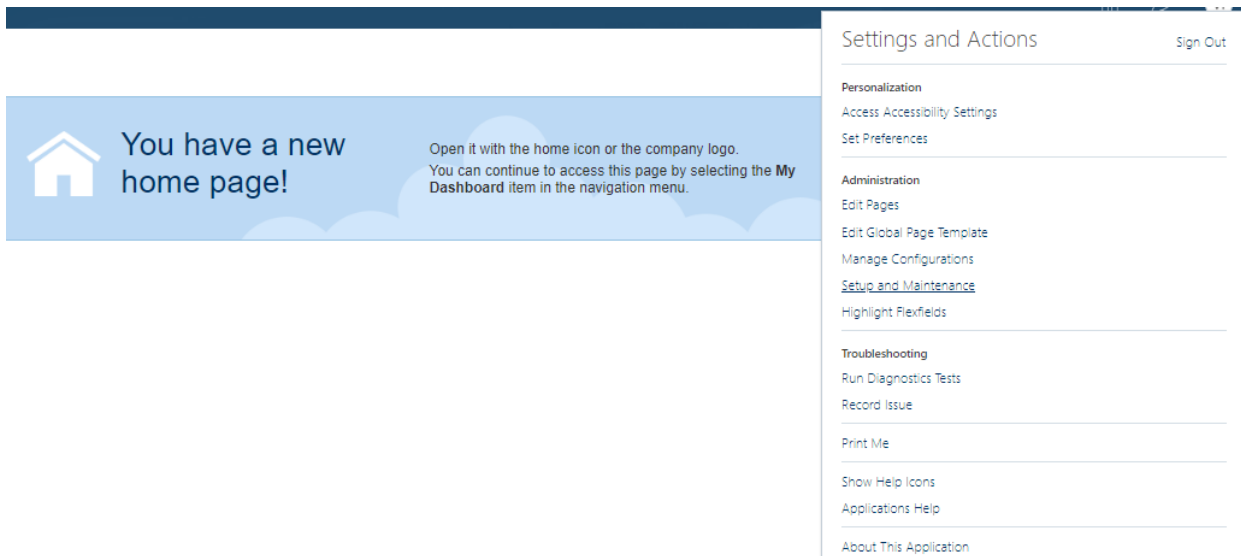 You have a new
home page!
Open it with the home icon or the company logo.
You can continue to access this page by selecting the My
Dashboard item in the navigation menu.
Settings and Actions
Sign Out
Personalization
Access Accessibility Settings
Set Preferences
Administration
Edit Pages
Edit Global Page Template
Manage Configurations
Setup and Maintenance
Highlight Flexfields
Troubleshooting
Run Diagnostics Tests
Record Issue
Print Me
Show Help Icons
Applications Help
About This Application